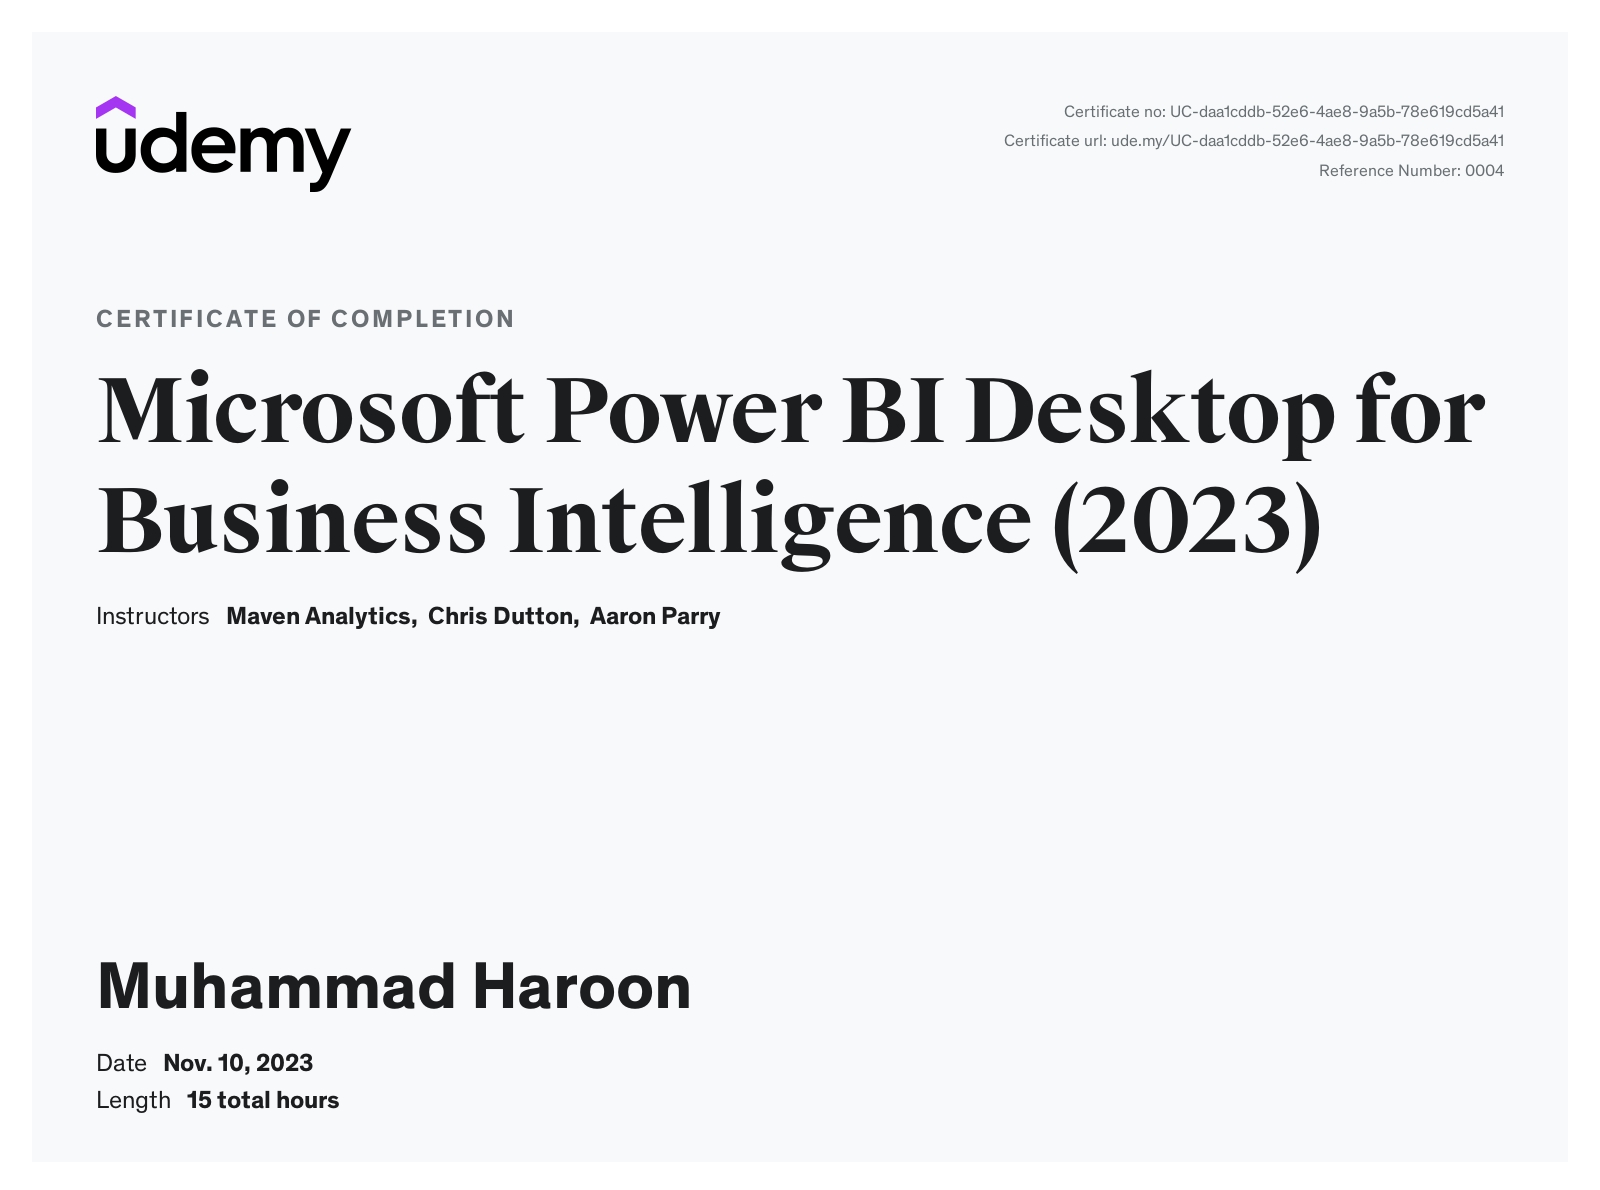 udemy
Certificate no: UC-daa1cddb-52e6-4ae8-9a5b-78e619cd5a41
Certificate url: ude.my/UC-daa1cddb-52e6-4ae8-9a5b-78e619cd5a41
Reference Number: 0004
CERTIFICATE OF COMPLETION
Microsoft Power BI Desktop for
Business Intelligence (2023)
Instructors Maven Analytics, Chris Dutton, Aaron Parry
Muhammad Haroon
Date Nov. 10, 2023
Length 15 total hours